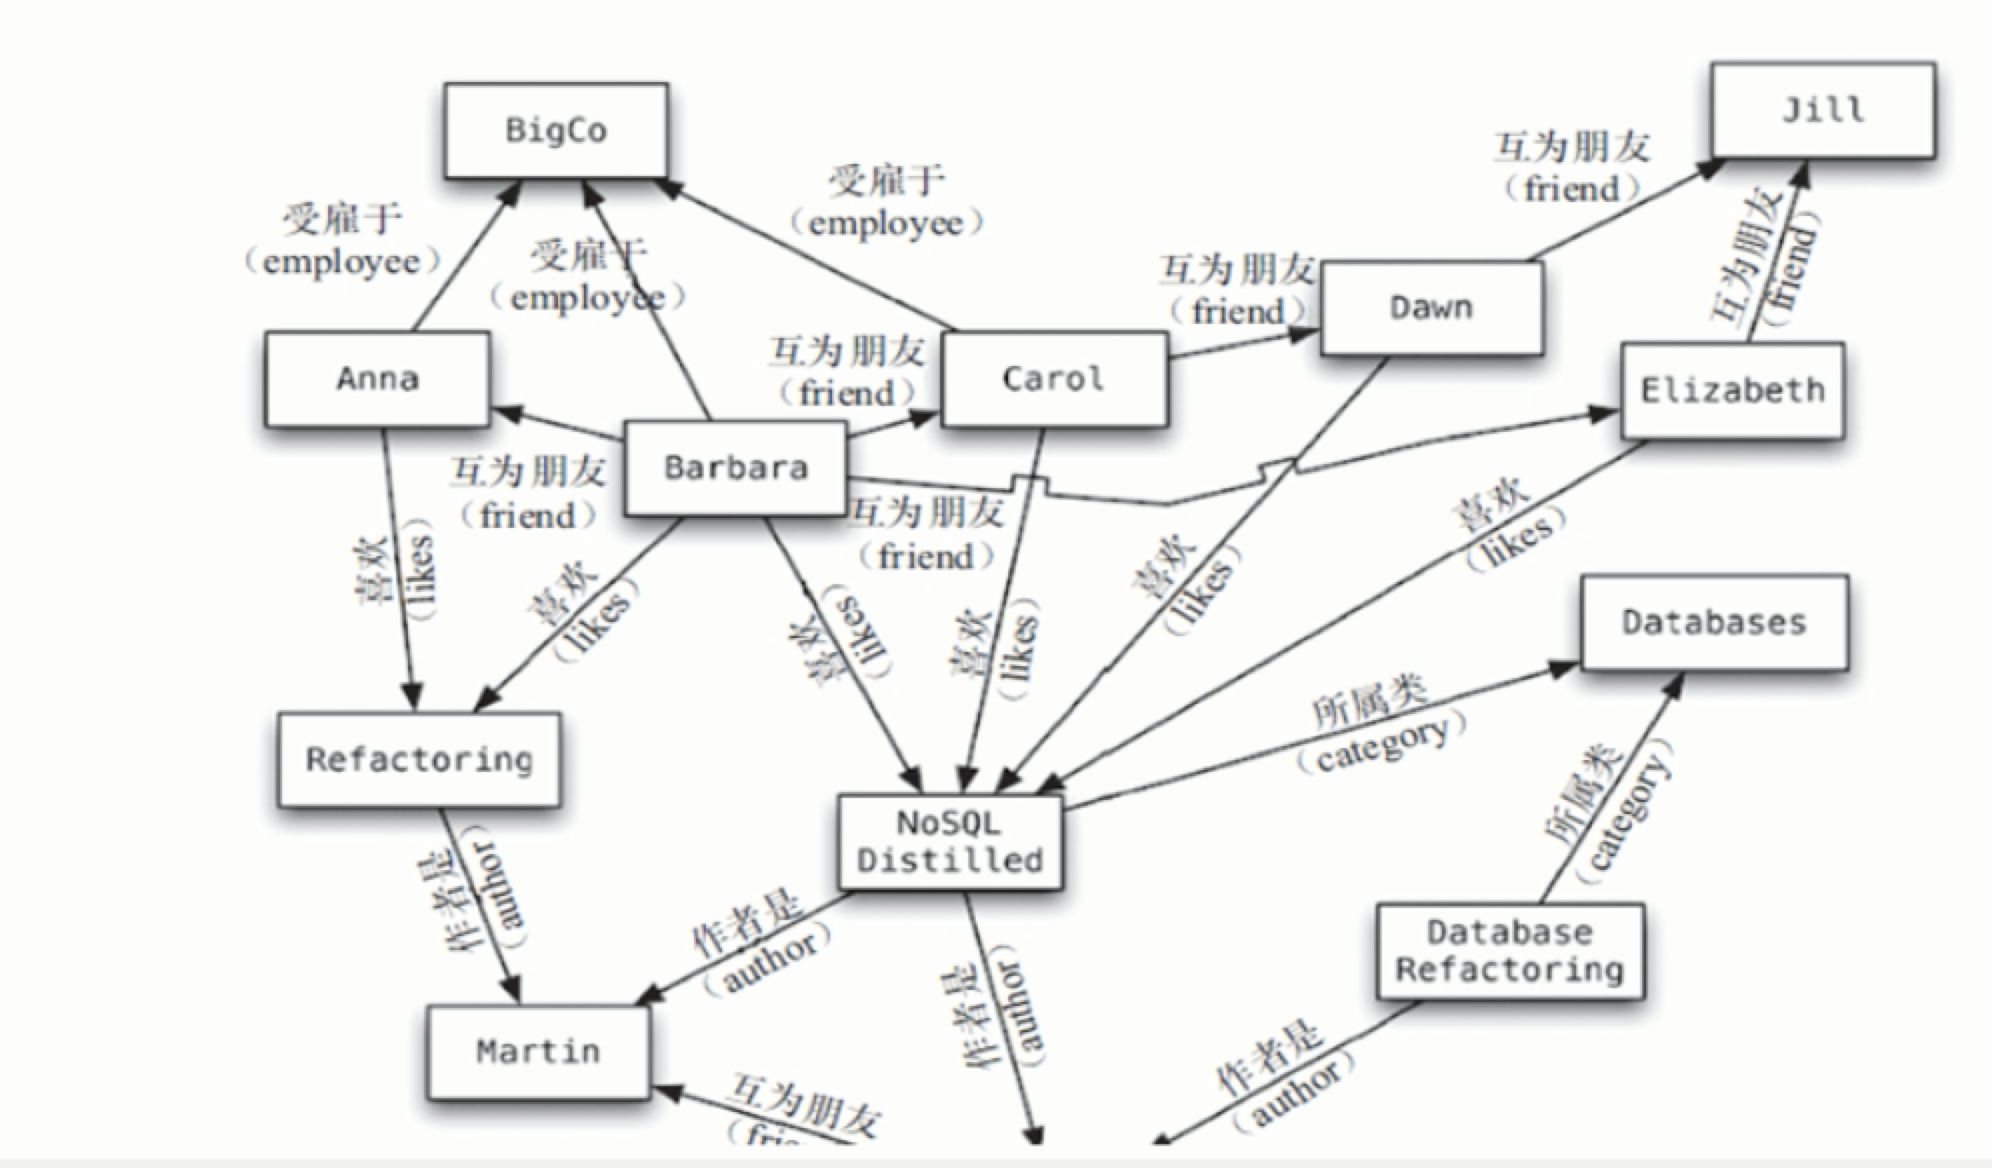 BigCo
Jill
互为朋友
（friend）
受雇于
（employee）
受雇于
（employee）
受雇于
（employee）
互为朋友
（friend）
互为朋友
（friend）
Dawn
Anna
互为朋友
（friend）
Carol
Elizabeth
Barbara
互为朋友
（friend）
互为朋友
（friend）
喜欢
（likes）
喜欢
（likes）
喜欢
（likes）
喜欢
（likes）
喜欢
（likes）
喜欢
（likes）
Databases
所属类
（category）
Refactoring
NoSQL
Distilled
所属类
（category）
作者是
（author）
作者是
（author）
作者是
（author）
Database
Refactoring
Martin
作者是
（author）
互为朋友